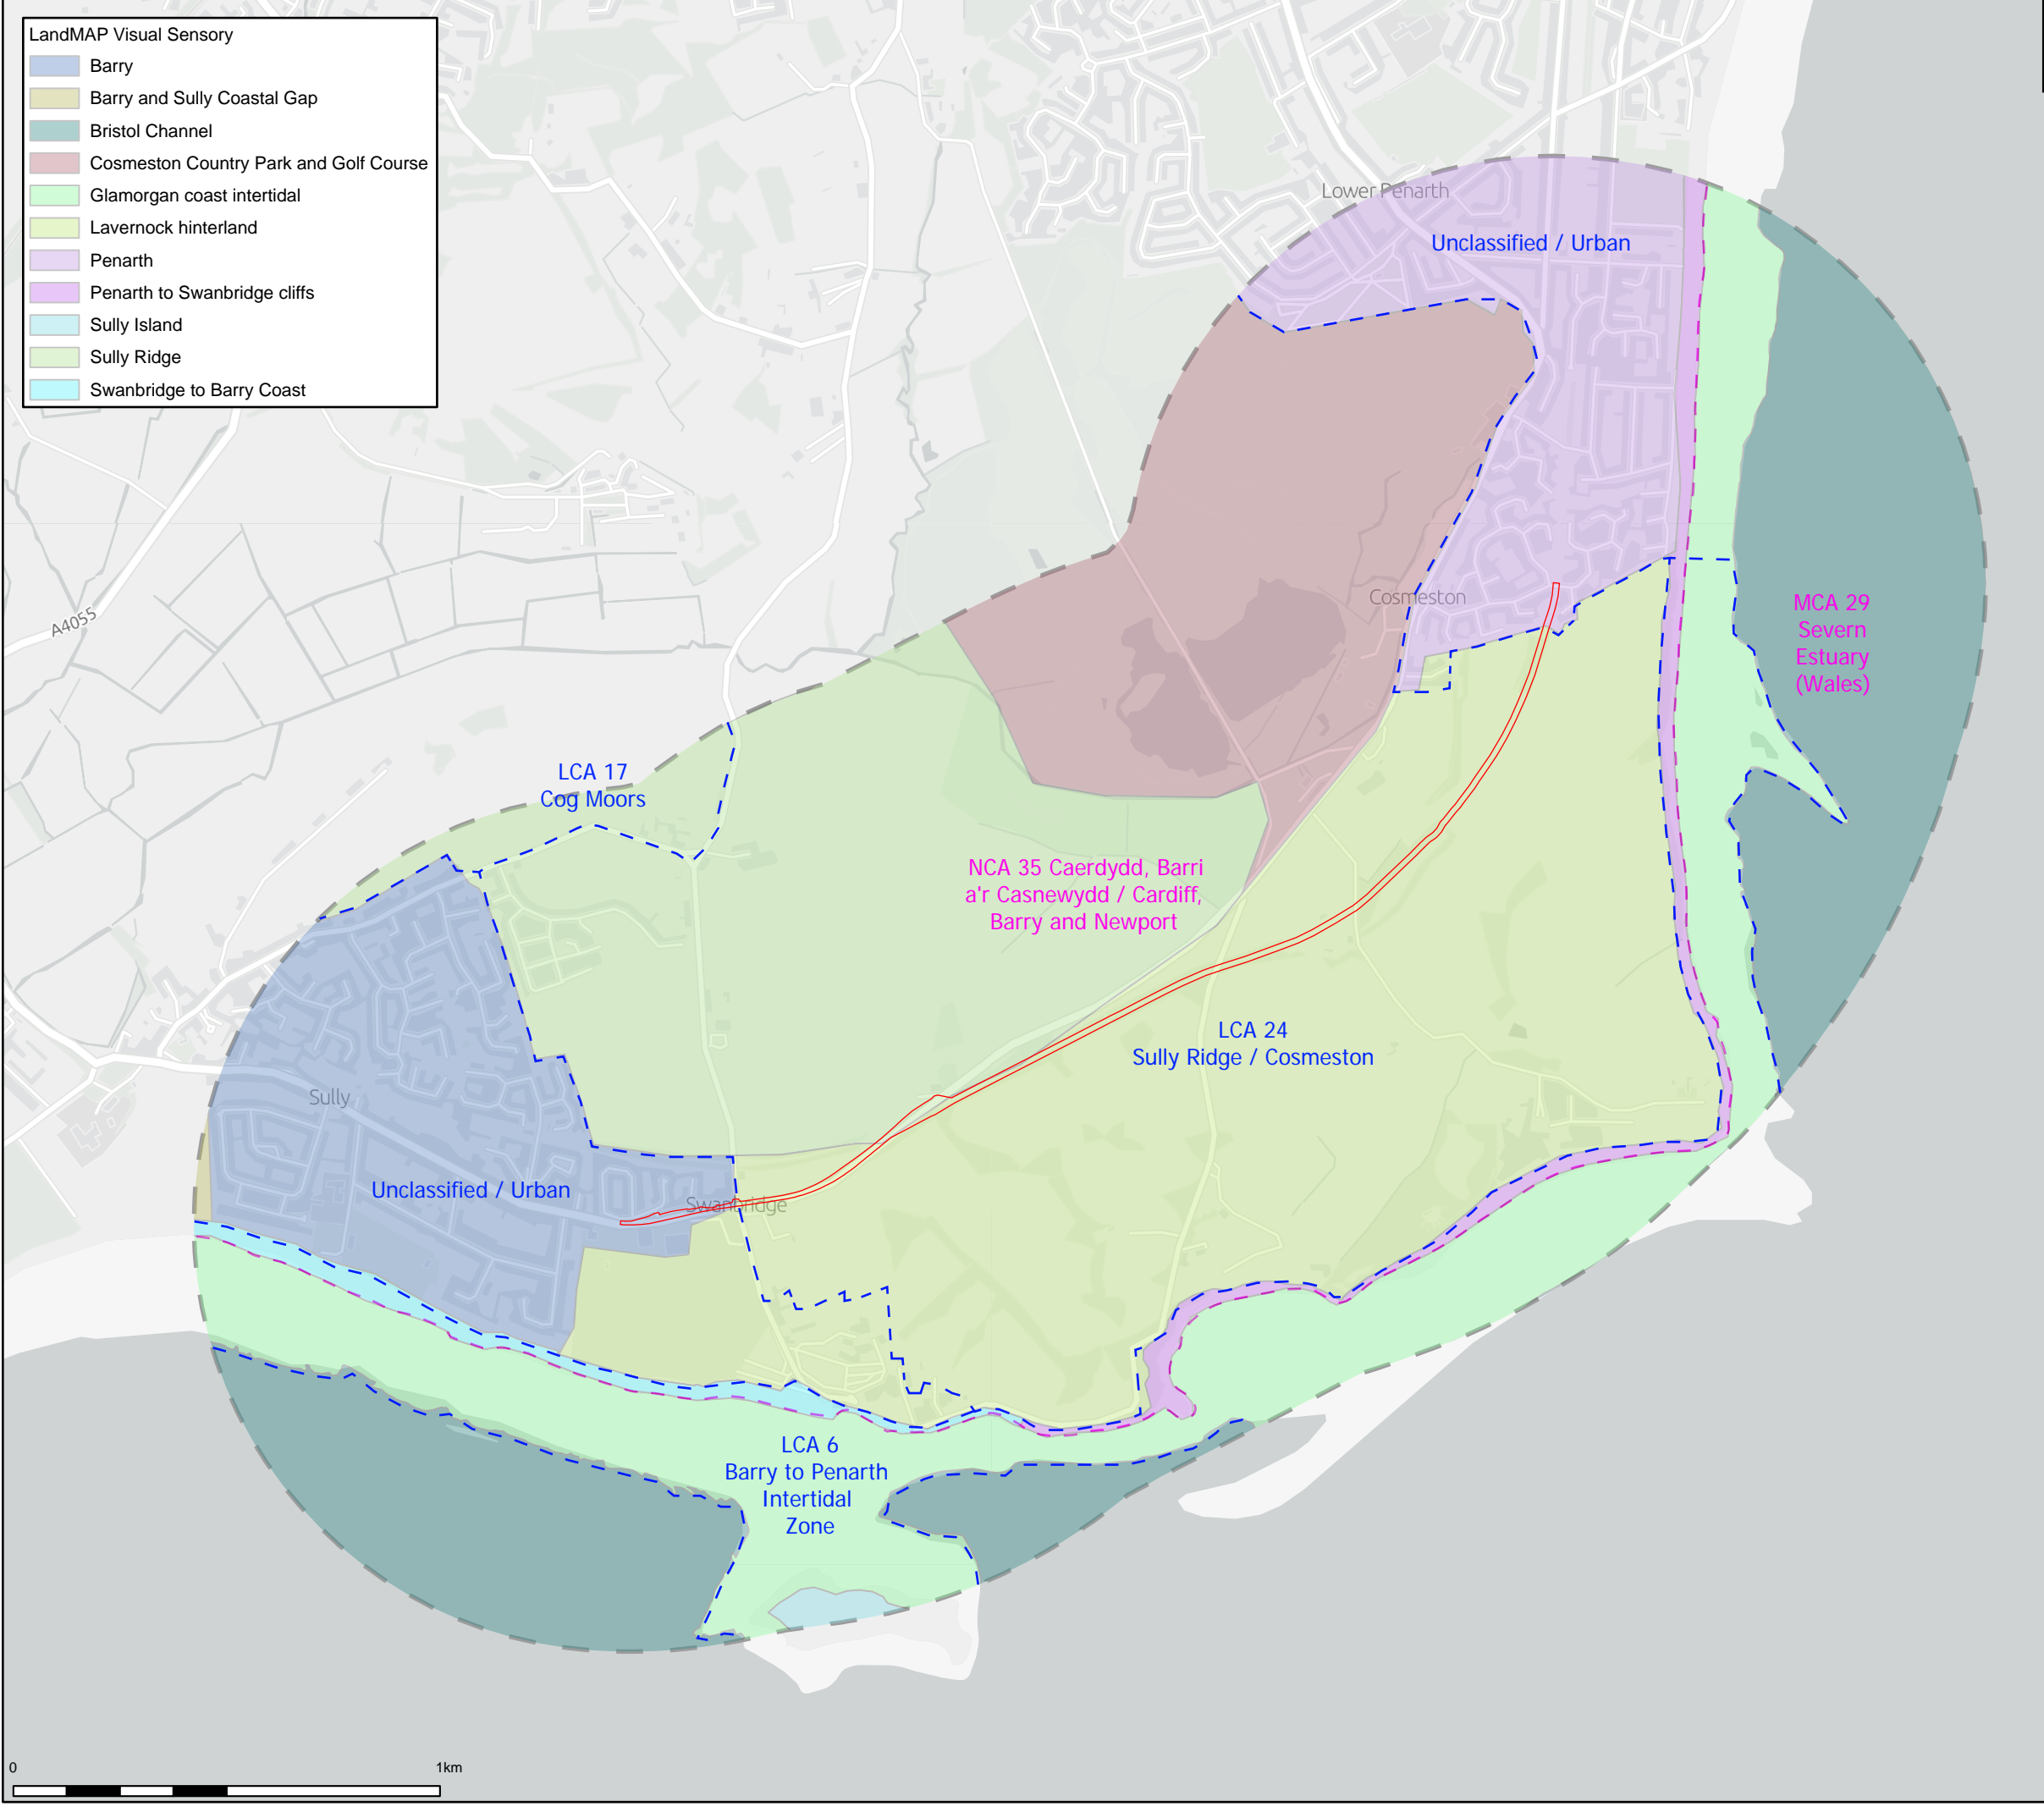 LandMAP Visual Sensory
Barry
Barry and Sully Coastal Gap
Bristol Channel
Cosmeston Country Park and Golf Course
Glamorgan coast intertidal
Lavernock hinterland
Penarth
Penarth to Swanbridge cliffs
Sully Island
Sully Ridge
Swanbridge to Barry Coast
Lower Penarth
Unclassified / Urban
Cosmeston
MCA 29
Severn
Estuary
(Wales)
A4055
LCA 17
Cog Moors
NCA 35 Caerdydd, Barri
a'r Casnewydd / Cardiff,
Barry and Newport
LCA 24
Sully Ridge / Cosmeston
Sully
Unclassified / Urban
Swanbridge
LCA 6
Barry to Penarth
Intertidal
Zone
0 1km